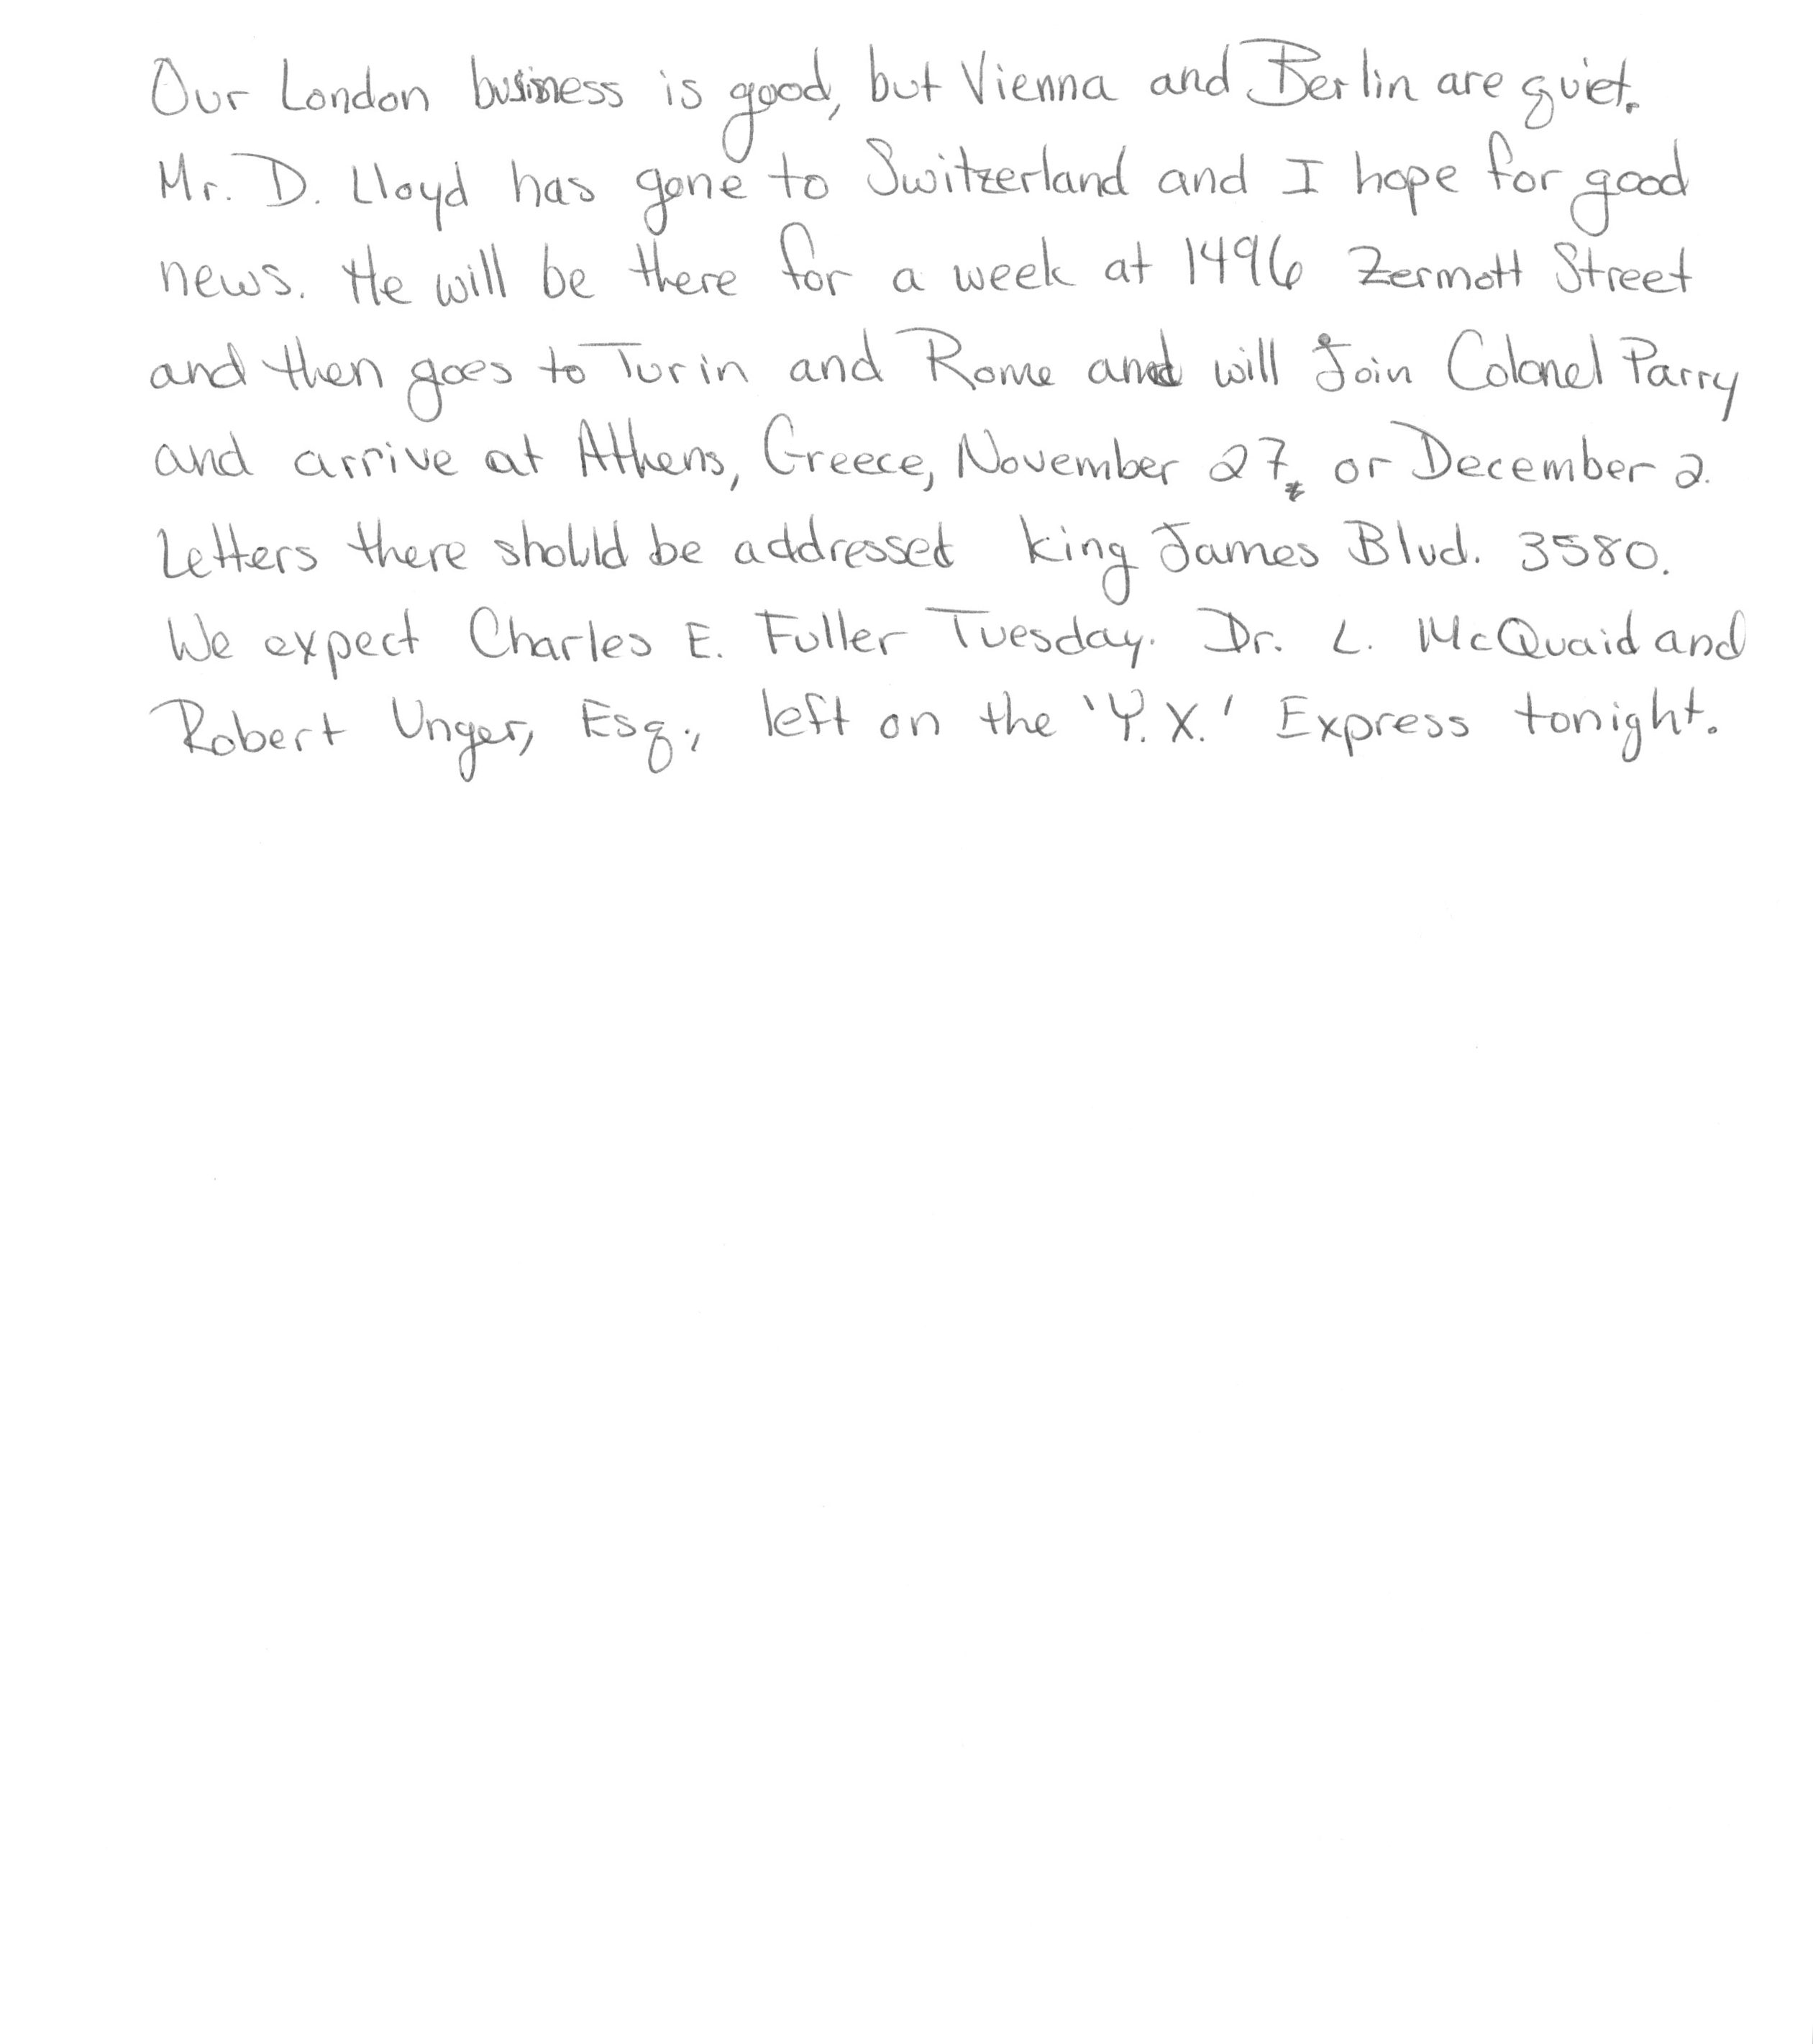 Our London business is good, but Vienna and Berlin are quiet.
Mr. D. Lloyd has gone to Switzerland and I hope for good
news. He will be there for a week at 1496 Zermott Street
and then goes to Turin and Rome and will Join Colonel Parry
and arrive at Athens, Greece, November 27, or December 2.
Letters there should be addressed King James Blvd. 3580.
We expect Charles E. Fuller Tuesday. Dr. L. McQuaid and
Robert Unger, Esq., left on the 'Y.X.' Express tonight.